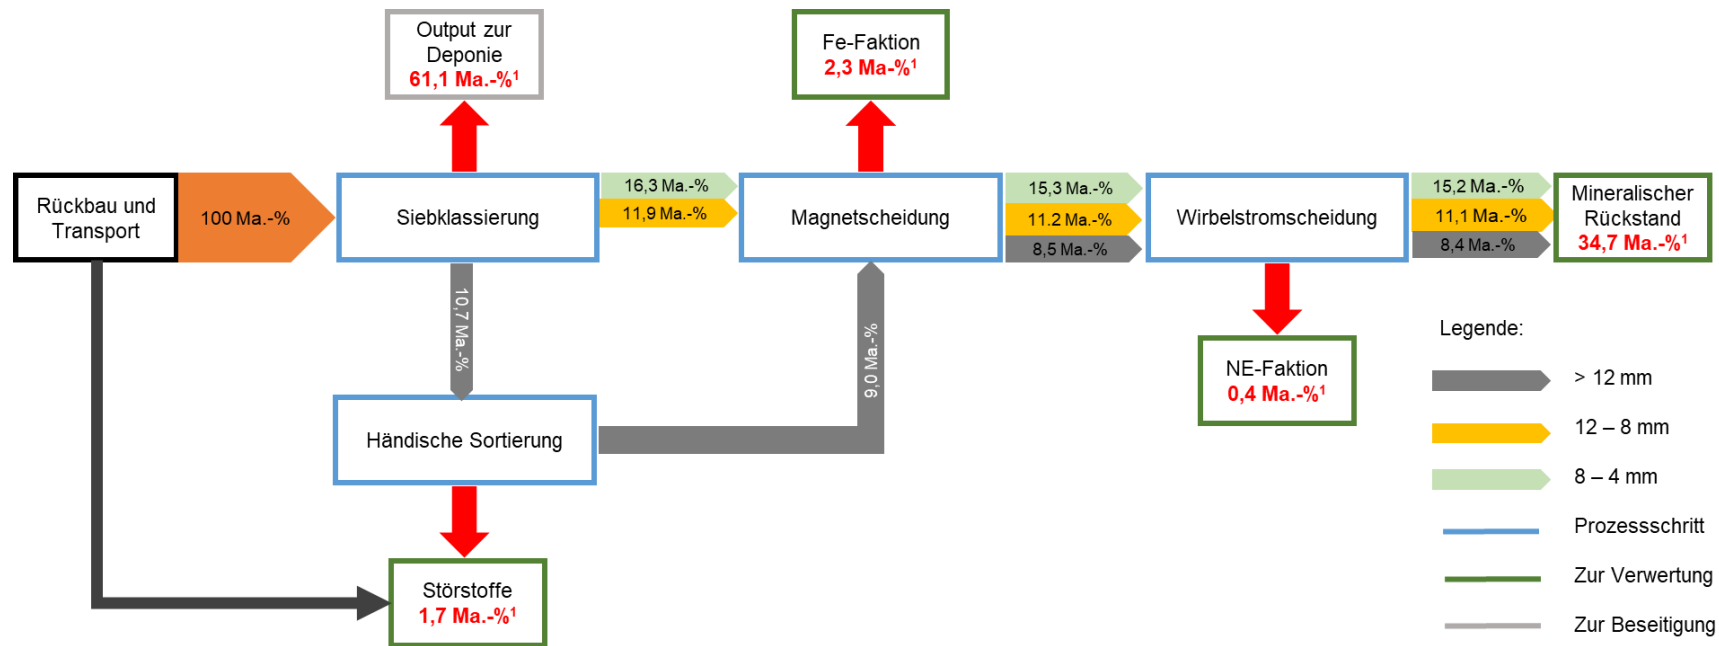 Output zur
Deponie
61,1 Ma.-%¹
Fe-Faktion
2,3 Ma-%¹
Rückbau und
Transport
100 Ma.-%
Siebklassierung
16,3 Ma.-%
11,9 Ma.-%
Magnetscheidung
15,3 Ma.-%
11.2 Ma.-%
8,5 Ma.-%
Wirbelstromscheidung
15,2 Ma.-%
11,1 Ma.-%
8,4 Ma.-%
Mineralischer
Rückstand
34,7 Ma.-%¹
10,7 Ma.-%
9,0 Ma.-%
Händische Sortierung
NE-Faktion
0,4 Ma.-%¹
Störstoffe
1,7 Ma.-%¹
Legende:
> 12 mm
12 – 8 mm
8 – 4 mm
Prozessschritt
Zur Verwertung
Zur Beseitigung